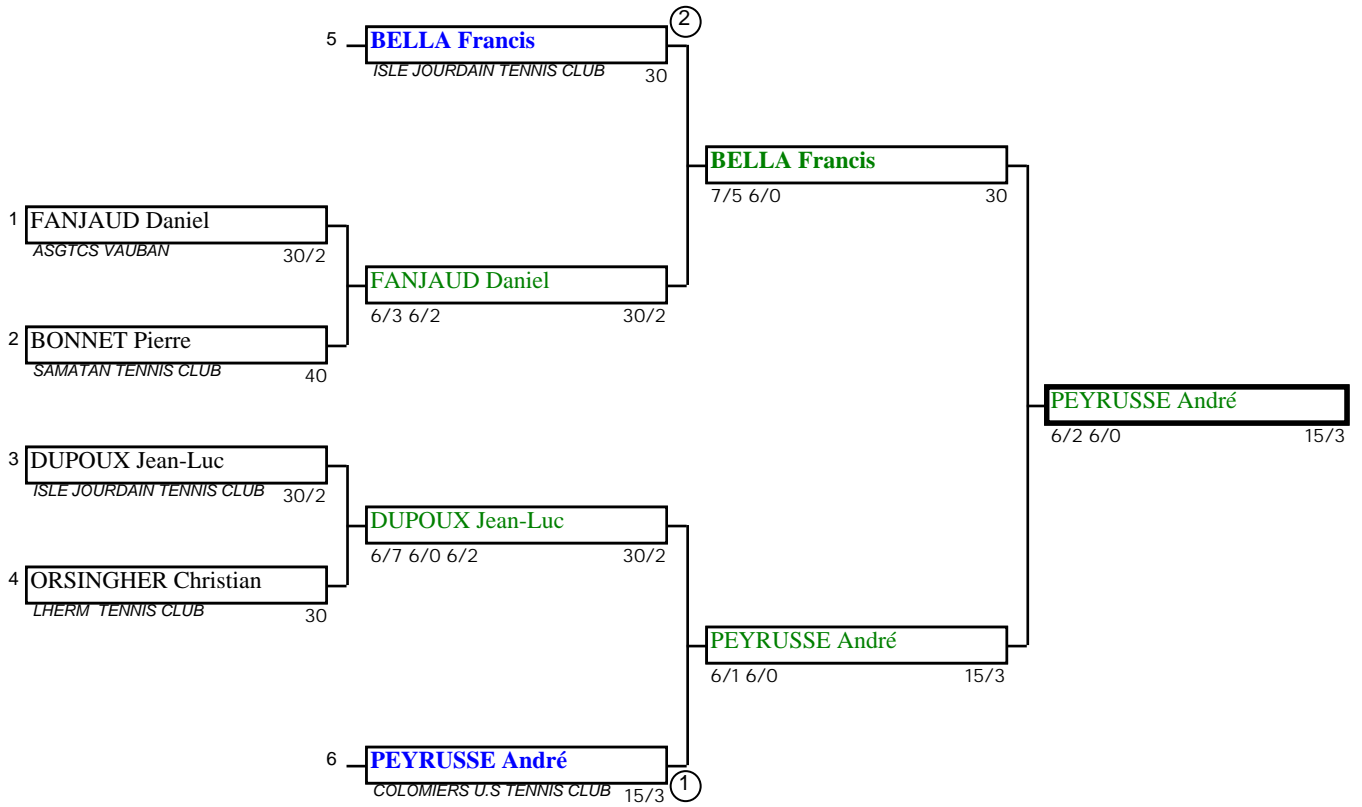 2
5 BELLA Francis
ISLE JOURDAIN TENNIS CLUB 30
BELLA Francis
7/5 6/0 30
1 FANJAUD Daniel
ASGTCS VAUBAN 30/2
FANJAUD Daniel
6/3 6/2 30/2
2 BONNET Pierre
SAMATAN TENNIS CLUB 40
PEYRUSSE André
6/2 6/0 15/3
3 DUPOUX Jean-Luc
ISLE JOURDAIN TENNIS CLUB 30/2
DUPOUX Jean-Luc
6/7 6/0 6/2 30/2
4 ORSINGHER Christian
LHERM TENNIS CLUB 30
PEYRUSSE André
6/1 6/0 15/3
6 PEYRUSSE André
COLOMIERS U.S TENNIS CLUB 15/3
1